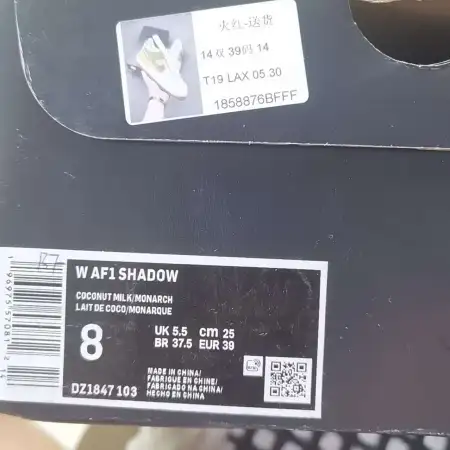 火红-送货
14 双 39码 14
T19 LAX 05.30
1858876BFFF
W AF1 SHADOW
COCONUT MILK/MONARCH
LAIT DE COCO/MONARQUE
8
UK 5.5 cm 25
BR 37.5 EUR 39
DZ1847 103
MADE IN CHINA/
FABRIQUE EN CHINE/
FABRICADO NA CHINA/
HECHO EN CHINA